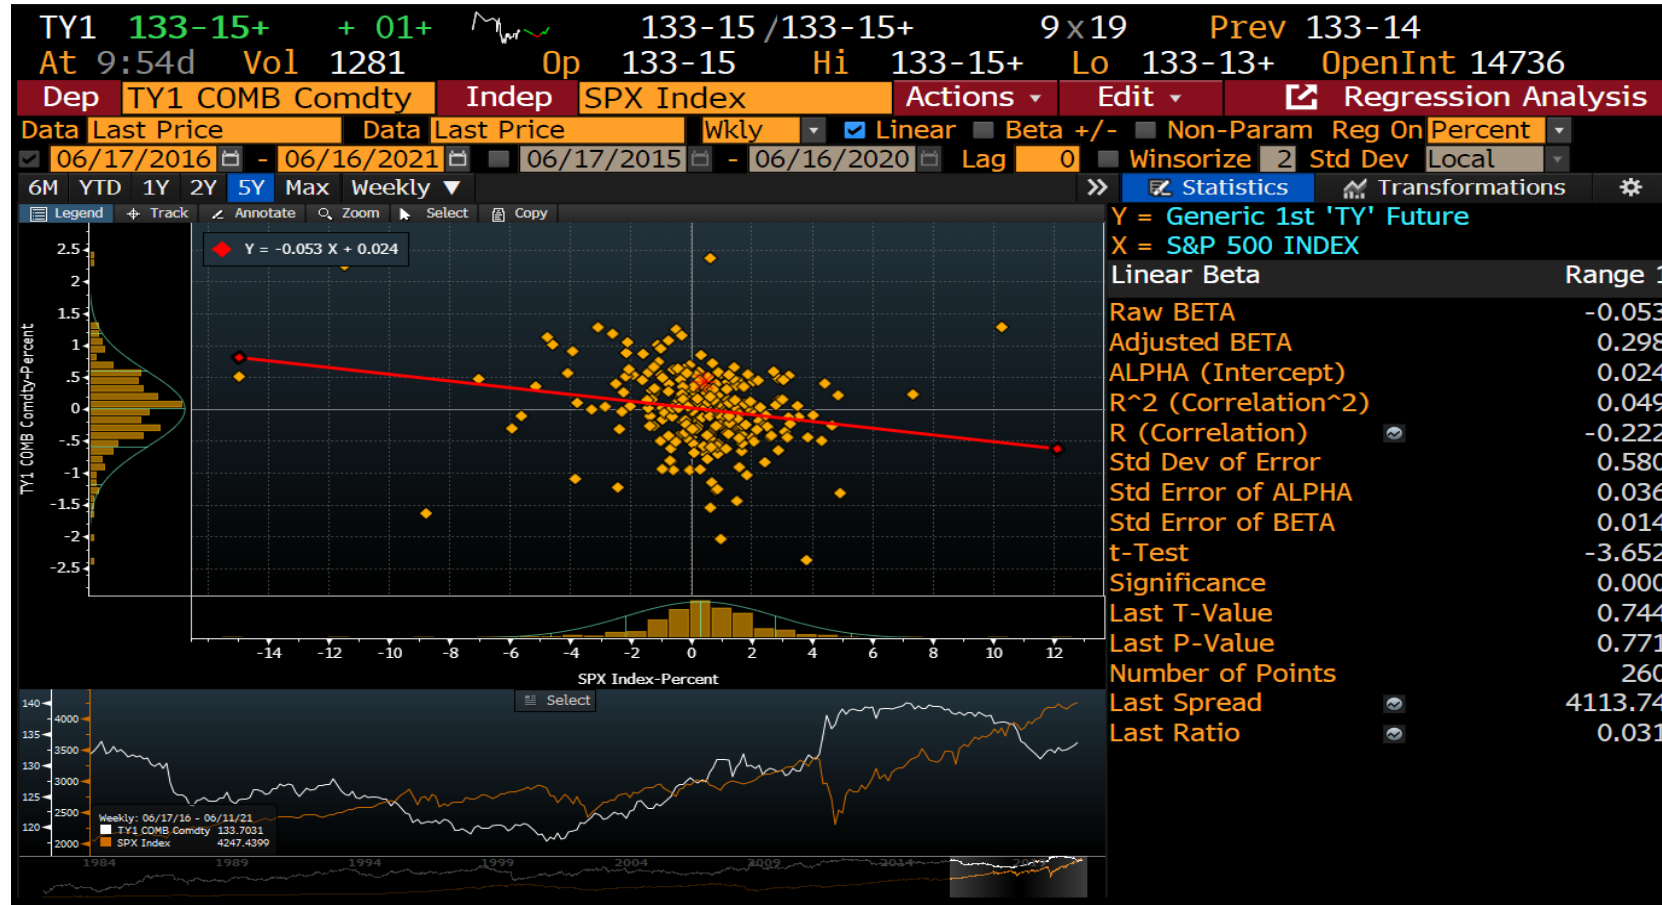 TY1 133-15+ + 01+ 133-15 /133-15+ 9 x 19 Prev 133-14
At 9:54d Vol 1281 Op 133-15 Hi 133-15+ Lo 133-13+ OpenInt 14736
Dep TY1 COMB Comdty Indep SPX Index Actions Edit Regression Analysis
Data Last Price Data Last Price Wkly Linear Beta +/- Non-Param Reg On Percent
06/17/2016 - 06/16/2021 06/17/2015 - 06/16/2020 Lag 0 Winsorize 2 Std Dev Local
6M YTD 1Y 2Y 5Y Max Weekly ▼ » Statistics Transformations
Legend Track Annotate Zoom Select Copy
Y = Generic 1st 'TY' Future
X = S&P 500 INDEX
Linear Beta Range 1
Raw BETA -0.053
Adjusted BETA 0.298
ALPHA (Intercept) 0.024
R^2 (Correlation^2) 0.049
R (Correlation) -0.222
Std Dev of Error 0.580
Std Error of ALPHA 0.036
Std Error of BETA 0.014
t-Test -3.652
Significance 0.000
Last T-Value 0.744
Last P-Value 0.771
Number of Points 260
Last Spread 4113.74
Last Ratio 0.031
Y = -0.053 X + 0.024
TY1 COMB Comdty-Percent
2.5
2
1.5
1
.5
0
-.5
-1
-1.5
-2
-2.5
-14 -12 -10 -8 -6 -4 -2 0 2 4 6 8 10 12
SPX Index-Percent
Select
140
135
130
125
120
4000
3500
3000
2500
2000
Weekly: 06/17/16 - 06/11/21
TY1 COMB Comdty 133.7031
SPX Index 4247.4399
1984 1989 1994 1999 2004 2009 2014